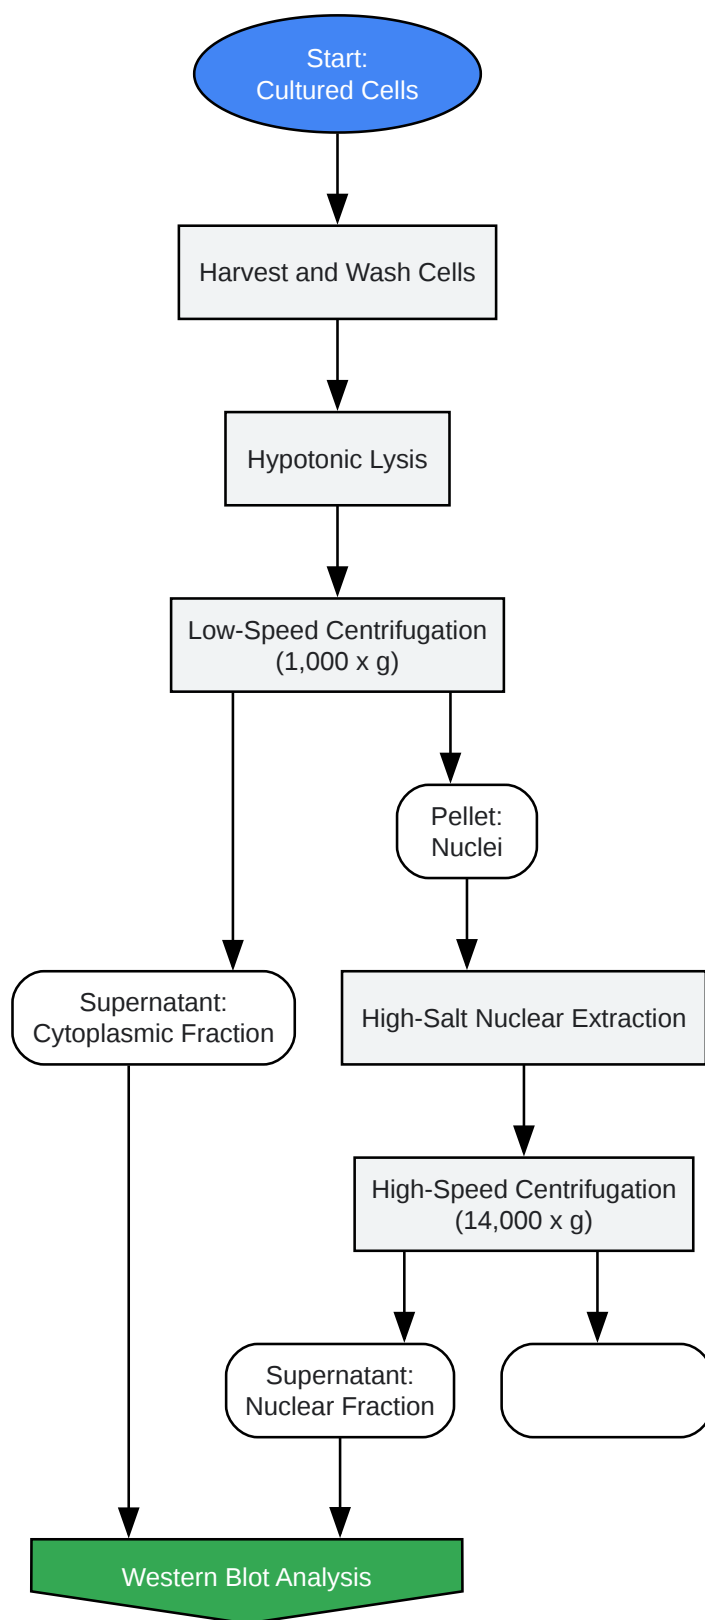 Start:
Cultured Cells
Harvest and Wash Cells
Hypotonic Lysis
Low-Speed Centrifugation
(1,000 x g)
Pellet:
Nuclei
Supernatant:
Cytoplasmic Fraction
High-Salt Nuclear Extraction
High-Speed Centrifugation
(14,000 x g)
Supernatant:
Nuclear Fraction
Western Blot Analysis